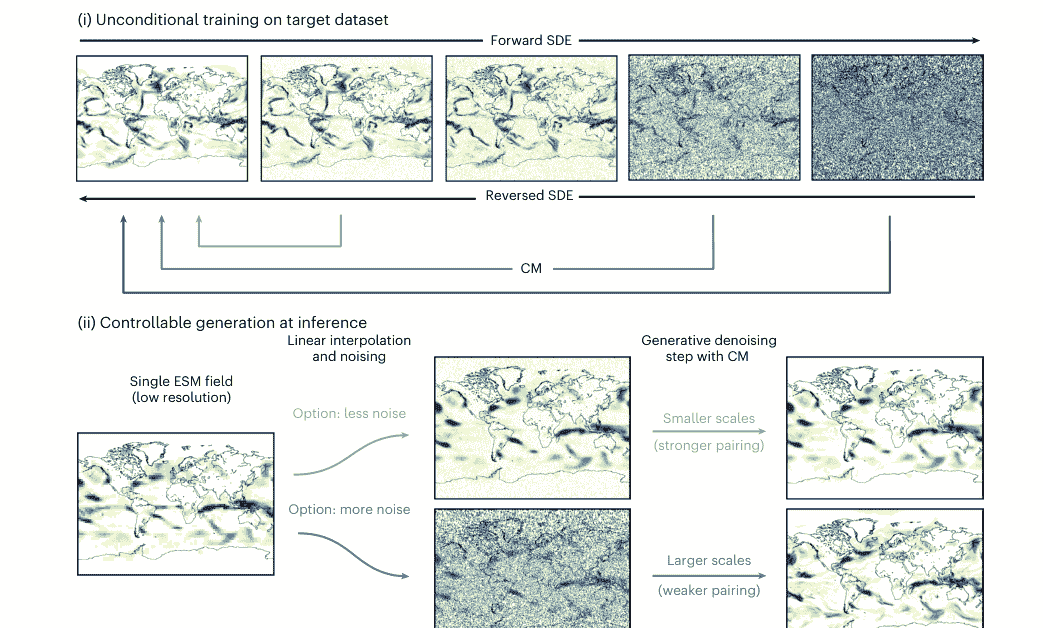 (i) Unconditional training on target dataset
Forward SDE
Reversed SDE
CM
(ii) Controllable generation at inference
Linear interpolation
and noising
Generative denoising
step with CM
Single ESM field
(low resolution)
Option: less noise
Smaller scales
(stronger pairing)
Option: more noise
Larger scales
(weaker pairing)